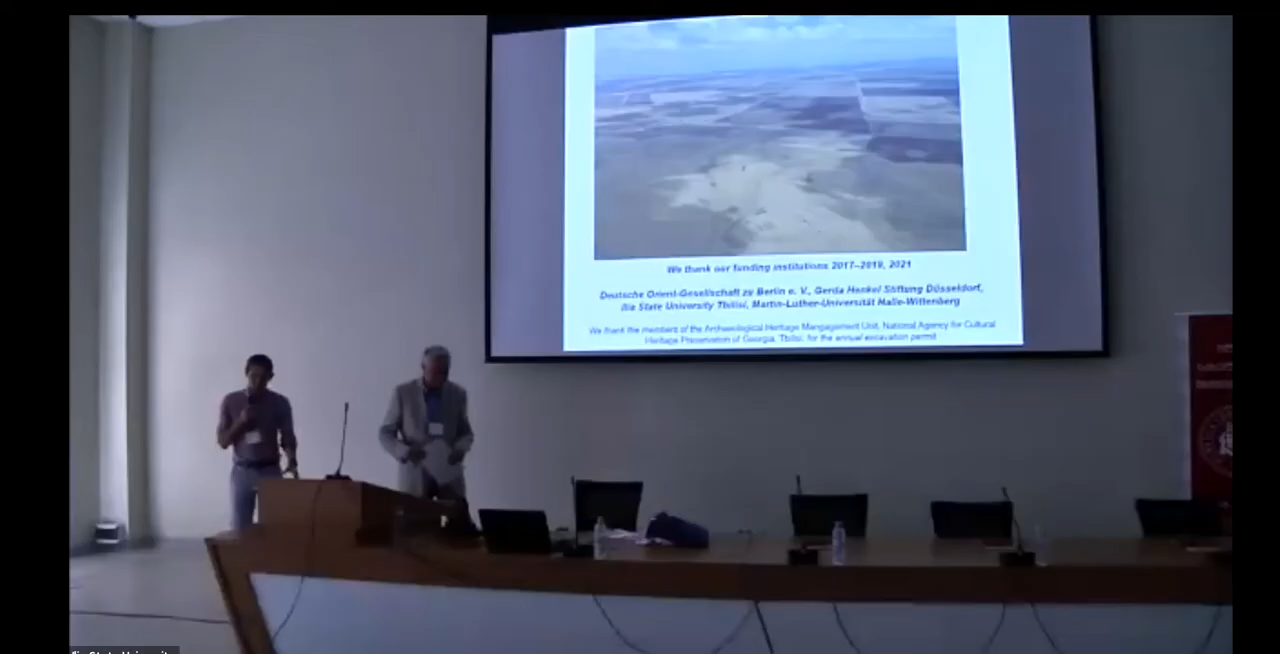 We thank our funding institutions 2017–2019, 2021
Deutsche Orient-Gesellschaft zu Berlin e. V., Gerda Henkel Stiftung Düsseldorf,
Ilia State University Tbilisi, Martin-Luther-Universität Halle-Wittenberg
We thank the members of the Archaeological Heritage Mangagement Unit, National Agency for Cultural
Heritage Preservation of Georgia, Tbilisi, for the annual excavation permit